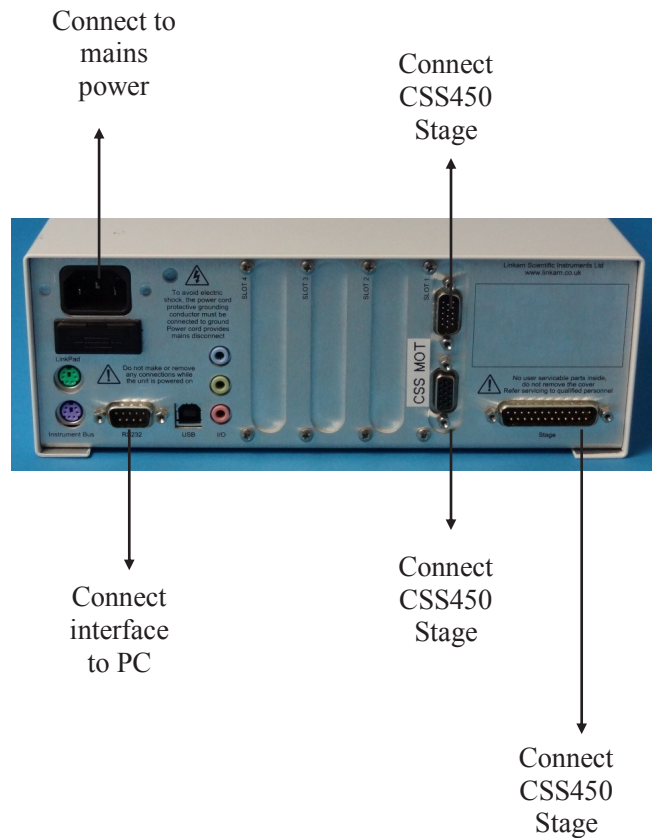 Connect to
mains
power
Connect
CSS450
Stage
SLOT 4
SLOT 3
SLOT 2
SLOT 1
Linkam Scientific Instruments Ltd
www.linkam.co.uk
To avoid electric
shock, the power cord
protective grounding
conductor must be
connected to ground
Power cord provides
mains disconnect
LinkPad
Do not make or remove
any connections while
the unit is powered on
CSS MOT
No user servicable parts inside,
do not remove the cover
Refer servicing to qualified personnel
Instrument Bus
RS232
USB
I/O
Stage
Connect
interface
to PC
Connect
CSS450
Stage
Connect
CSS450
Stage